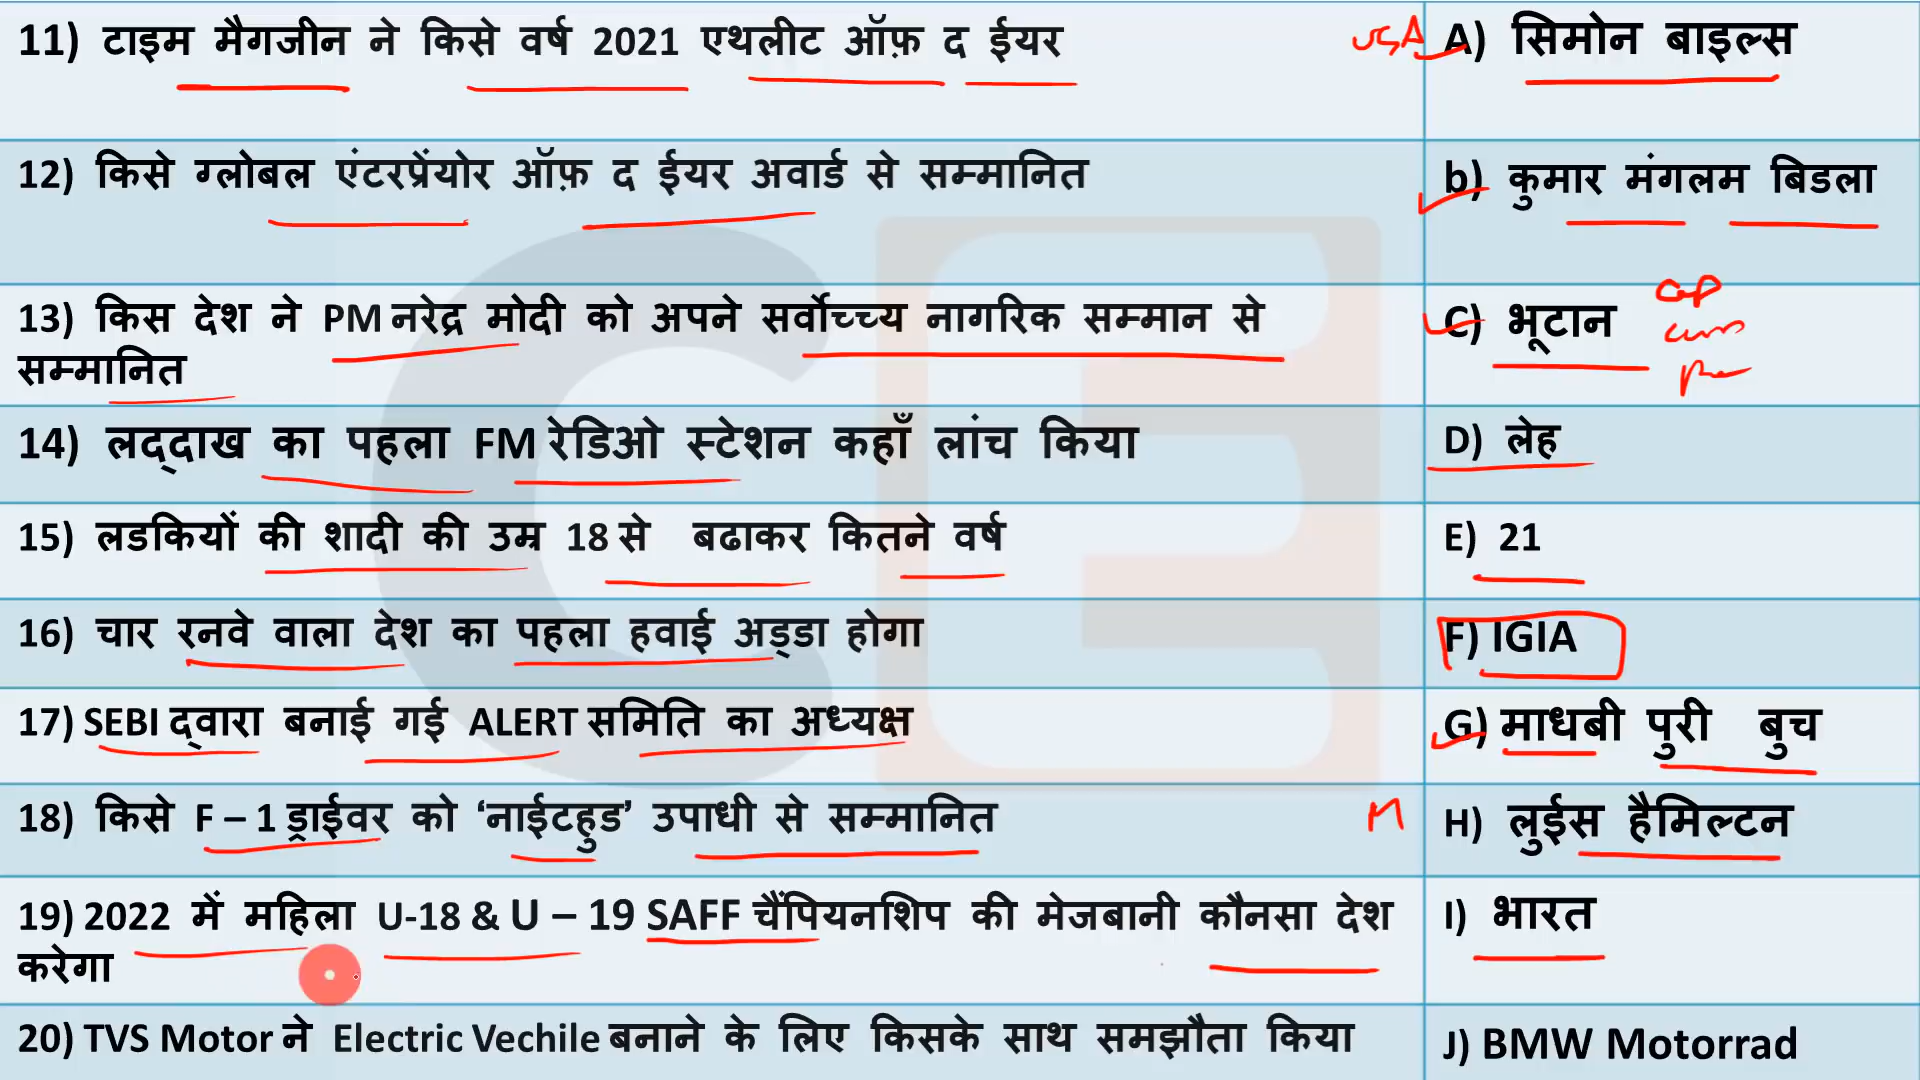 11) टाइम मैगजीन ने किसे वर्ष 2021 एथलीट ऑफ़ द ईयर
USA A) सिमोन बाइल्स
12) किसे ग्लोबल एंटरप्रेंयोर ऑफ़ द ईयर अवार्ड से सम्मानित
b) कुमार मंगलम बिडला
13) किस देश ने PM नरेद्र मोदी को अपने सर्वोच्च्य नागरिक सम्मान से
सम्मानित
C) भूटान
14) लद्दाख का पहला FM रेडिओ स्टेशन कहाँ लांच किया
D) लेह
15) लडकियों की शादी की उम्र 18 से बढाकर कितने वर्ष
E) 21
16) चार रनवे वाला देश का पहला हवाई अड्डा होगा
F) IGIA
17) SEBI द्वारा बनाई गई ALERT समिति का अध्यक्ष
G) माधबी पुरी बुच
18) किसे F – 1 ड्राईवर को ‘नाईटहुड’ उपाधी से सम्मानित
M H) लुईस हैमिल्टन
19) 2022 में महिला U-18 & U – 19 SAFF चैंपियनशिप की मेजबानी कौनसा देश
करेगा
I) भारत
20) TVS Motor ने Electric Vechile बनाने के लिए किसके साथ समझौता किया
J) BMW Motorrad